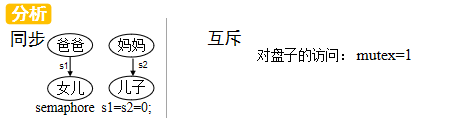 分析
同步
爸爸
妈妈
s1
s2
女儿
儿子
semaphore s1=s2=0;
互斥
对盘子的访问： mutex=1